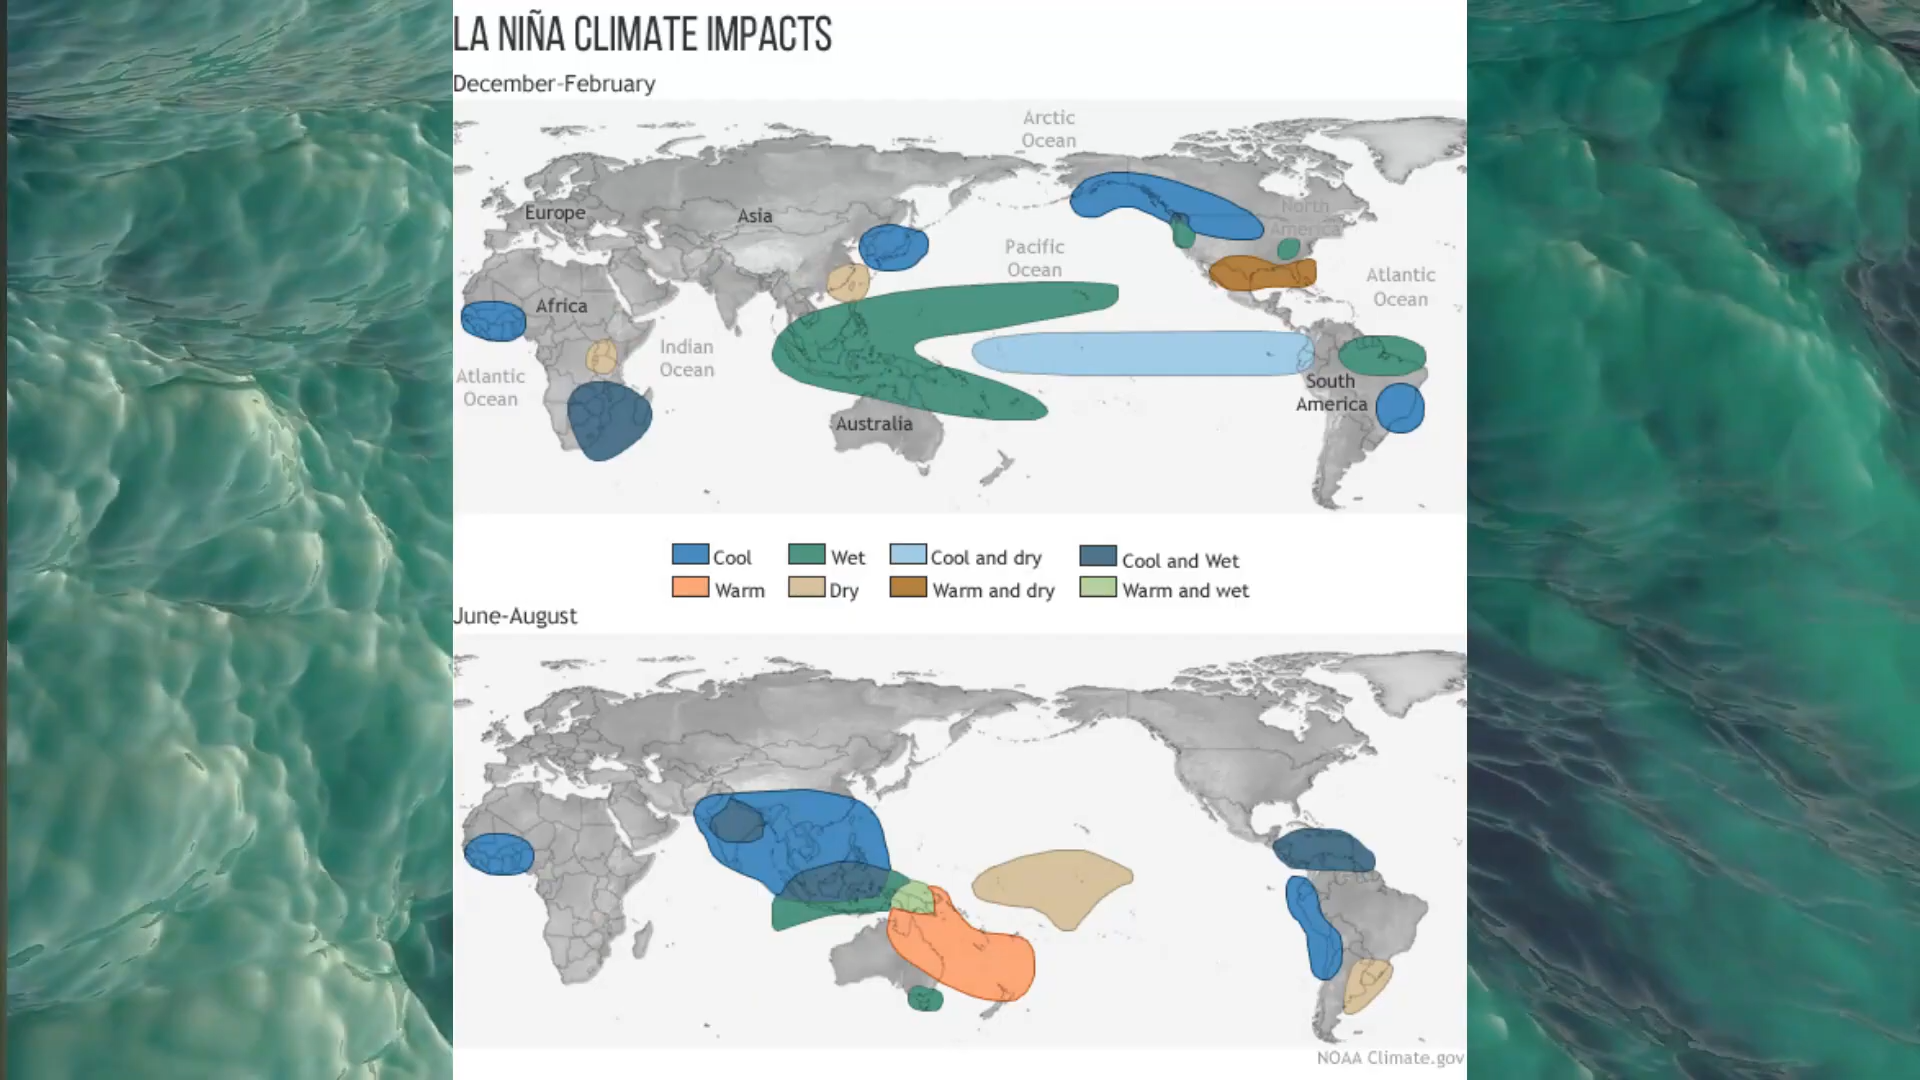 LA NIÑA CLIMATE IMPACTS
December-February
Arctic
Ocean
Europe
Asia
North
America
Pacific
Ocean
Atlantic
Ocean
Africa
Indian
Ocean
Atlantic
Ocean
South
America
Australia
Cool
Wet
Cool and dry
Cool and Wet
Warm
Dry
Warm and dry
Warm and wet
June-August
NOAA Climate.gov